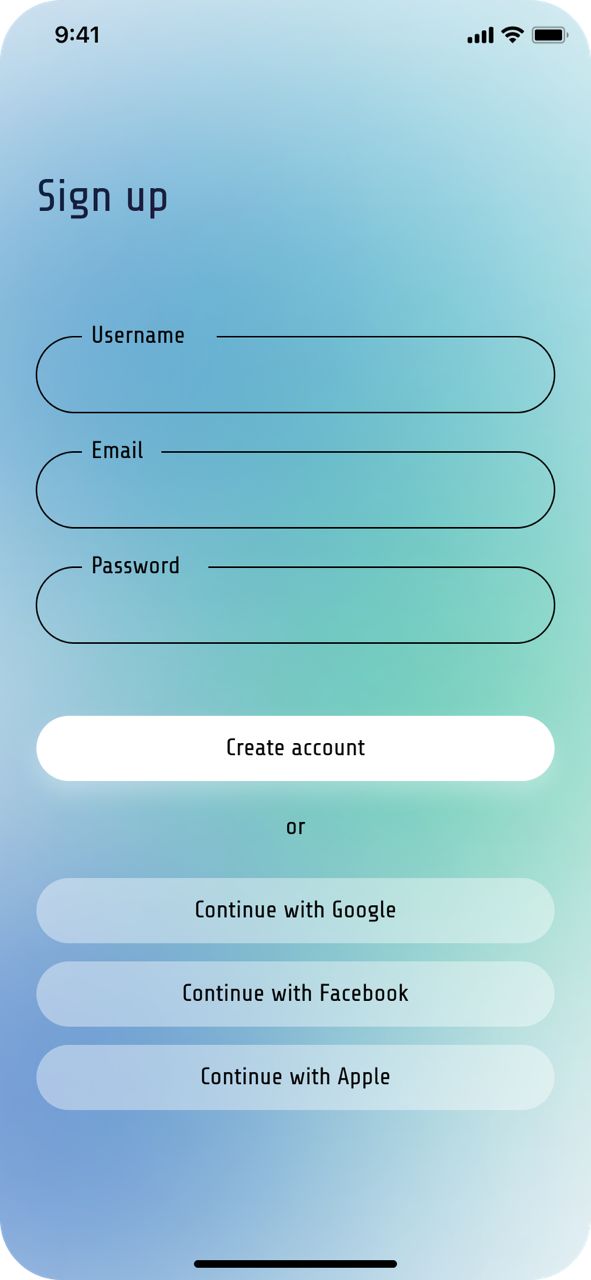 9:41
Sign up
Username
Email
Password
Create account
or
Continue with Google
Continue with Facebook
Continue with Apple